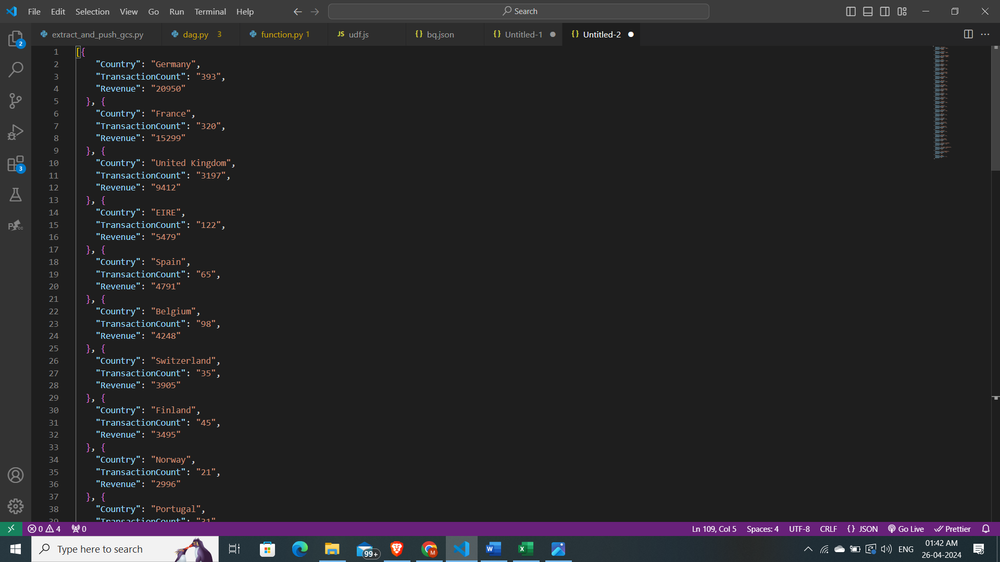 File Edit Selection View Go Run Terminal Help Search
extract_and_push_gcs.py dag.py 3 function.py 1 JS udf.js {} bq.json {} Untitled-1 {} Untitled-2
1 [{
2 "Country": "Germany",
3 "TransactionCount": "393",
4 "Revenue": "20950"
5 }, {
6 "Country": "France",
7 "TransactionCount": "320",
8 "Revenue": "15299"
9 }, {
10 "Country": "United Kingdom",
11 "TransactionCount": "3197",
12 "Revenue": "9412"
13 }, {
14 "Country": "EIRE",
15 "TransactionCount": "122",
16 "Revenue": "5479"
17 }, {
18 "Country": "Spain",
19 "TransactionCount": "65",
20 "Revenue": "4791"
21 }, {
22 "Country": "Belgium",
23 "TransactionCount": "98",
24 "Revenue": "4248"
25 }, {
26 "Country": "Switzerland",
27 "TransactionCount": "35",
28 "Revenue": "3905"
29 }, {
30 "Country": "Finland",
31 "TransactionCount": "45",
32 "Revenue": "3495"
33 }, {
34 "Country": "Norway",
35 "TransactionCount": "21",
36 "Revenue": "2996"
37 }, {
38 "Country": "Portugal",
39 "TransactionCount": "31"
2
3
0 4 0 Ln 109, Col 5 Spaces: 4 UTF-8 CRLF {} JSON Go Live Prettier
Type here to search 99+ M W X ENG 01:42 AM
26-04-2024